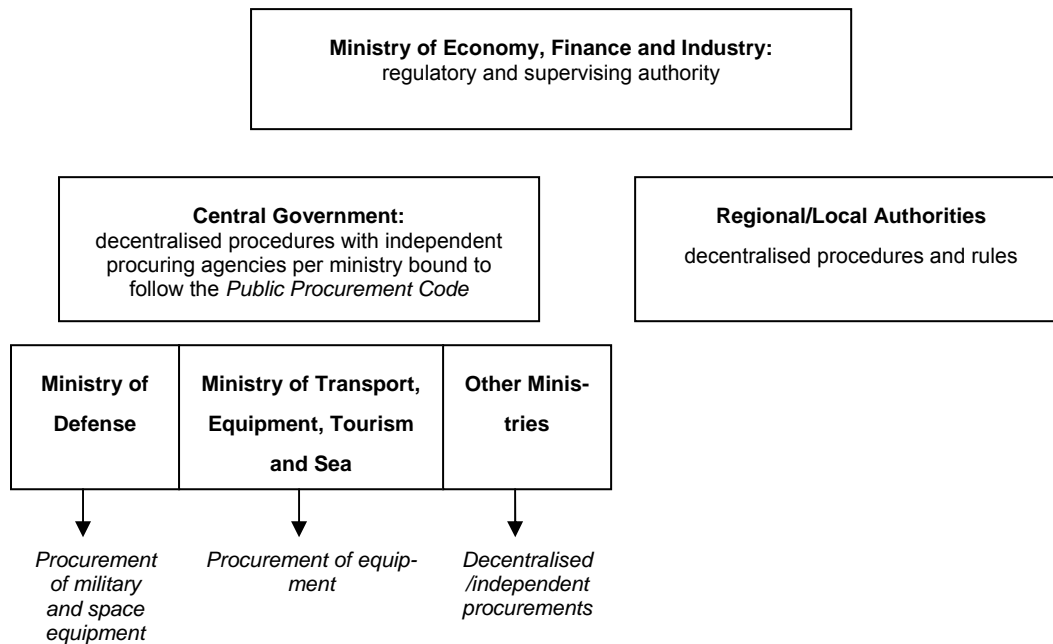 Ministry of Economy, Finance and Industry:
regulatory and supervising authority
Central Government:
decentralised procedures with independent
procuring agencies per ministry bound to
follow the Public Procurement Code
Regional/Local Authorities
decentralised procedures and rules
Ministry of
Defense
Ministry of Transport,
Equipment, Tourism
and Sea
Other Minis-
tries
Procurement
of military
and space
equipment
Procurement of equip-
ment
Decentralised
/independent
procurements